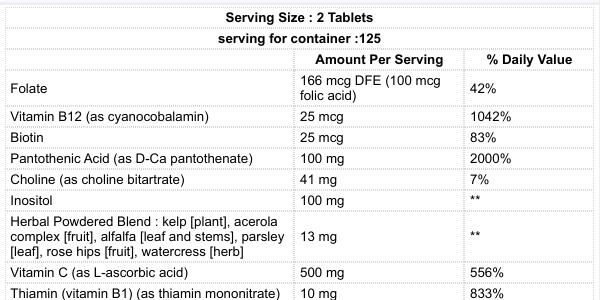 Serving Size : 2 Tablets
serving for container :125
Amount Per Serving % Daily Value
Folate 166 mcg DFE (100 mcg folic acid) 42%
Vitamin B12 (as cyanocobalamin) 25 mcg 1042%
Biotin 25 mcg 83%
Pantothenic Acid (as D-Ca pantothenate) 100 mg 2000%
Choline (as choline bitartrate) 41 mg 7%
Inositol 100 mg **
Herbal Powdered Blend : kelp [plant], acerola
complex [fruit], alfalfa [leaf and stems], parsley
[leaf], rose hips [fruit], watercress [herb] 13 mg **
Vitamin C (as L-ascorbic acid) 500 mg 556%
Thiamin (vitamin B1) (as thiamin mononitrate) 10 mg 833%